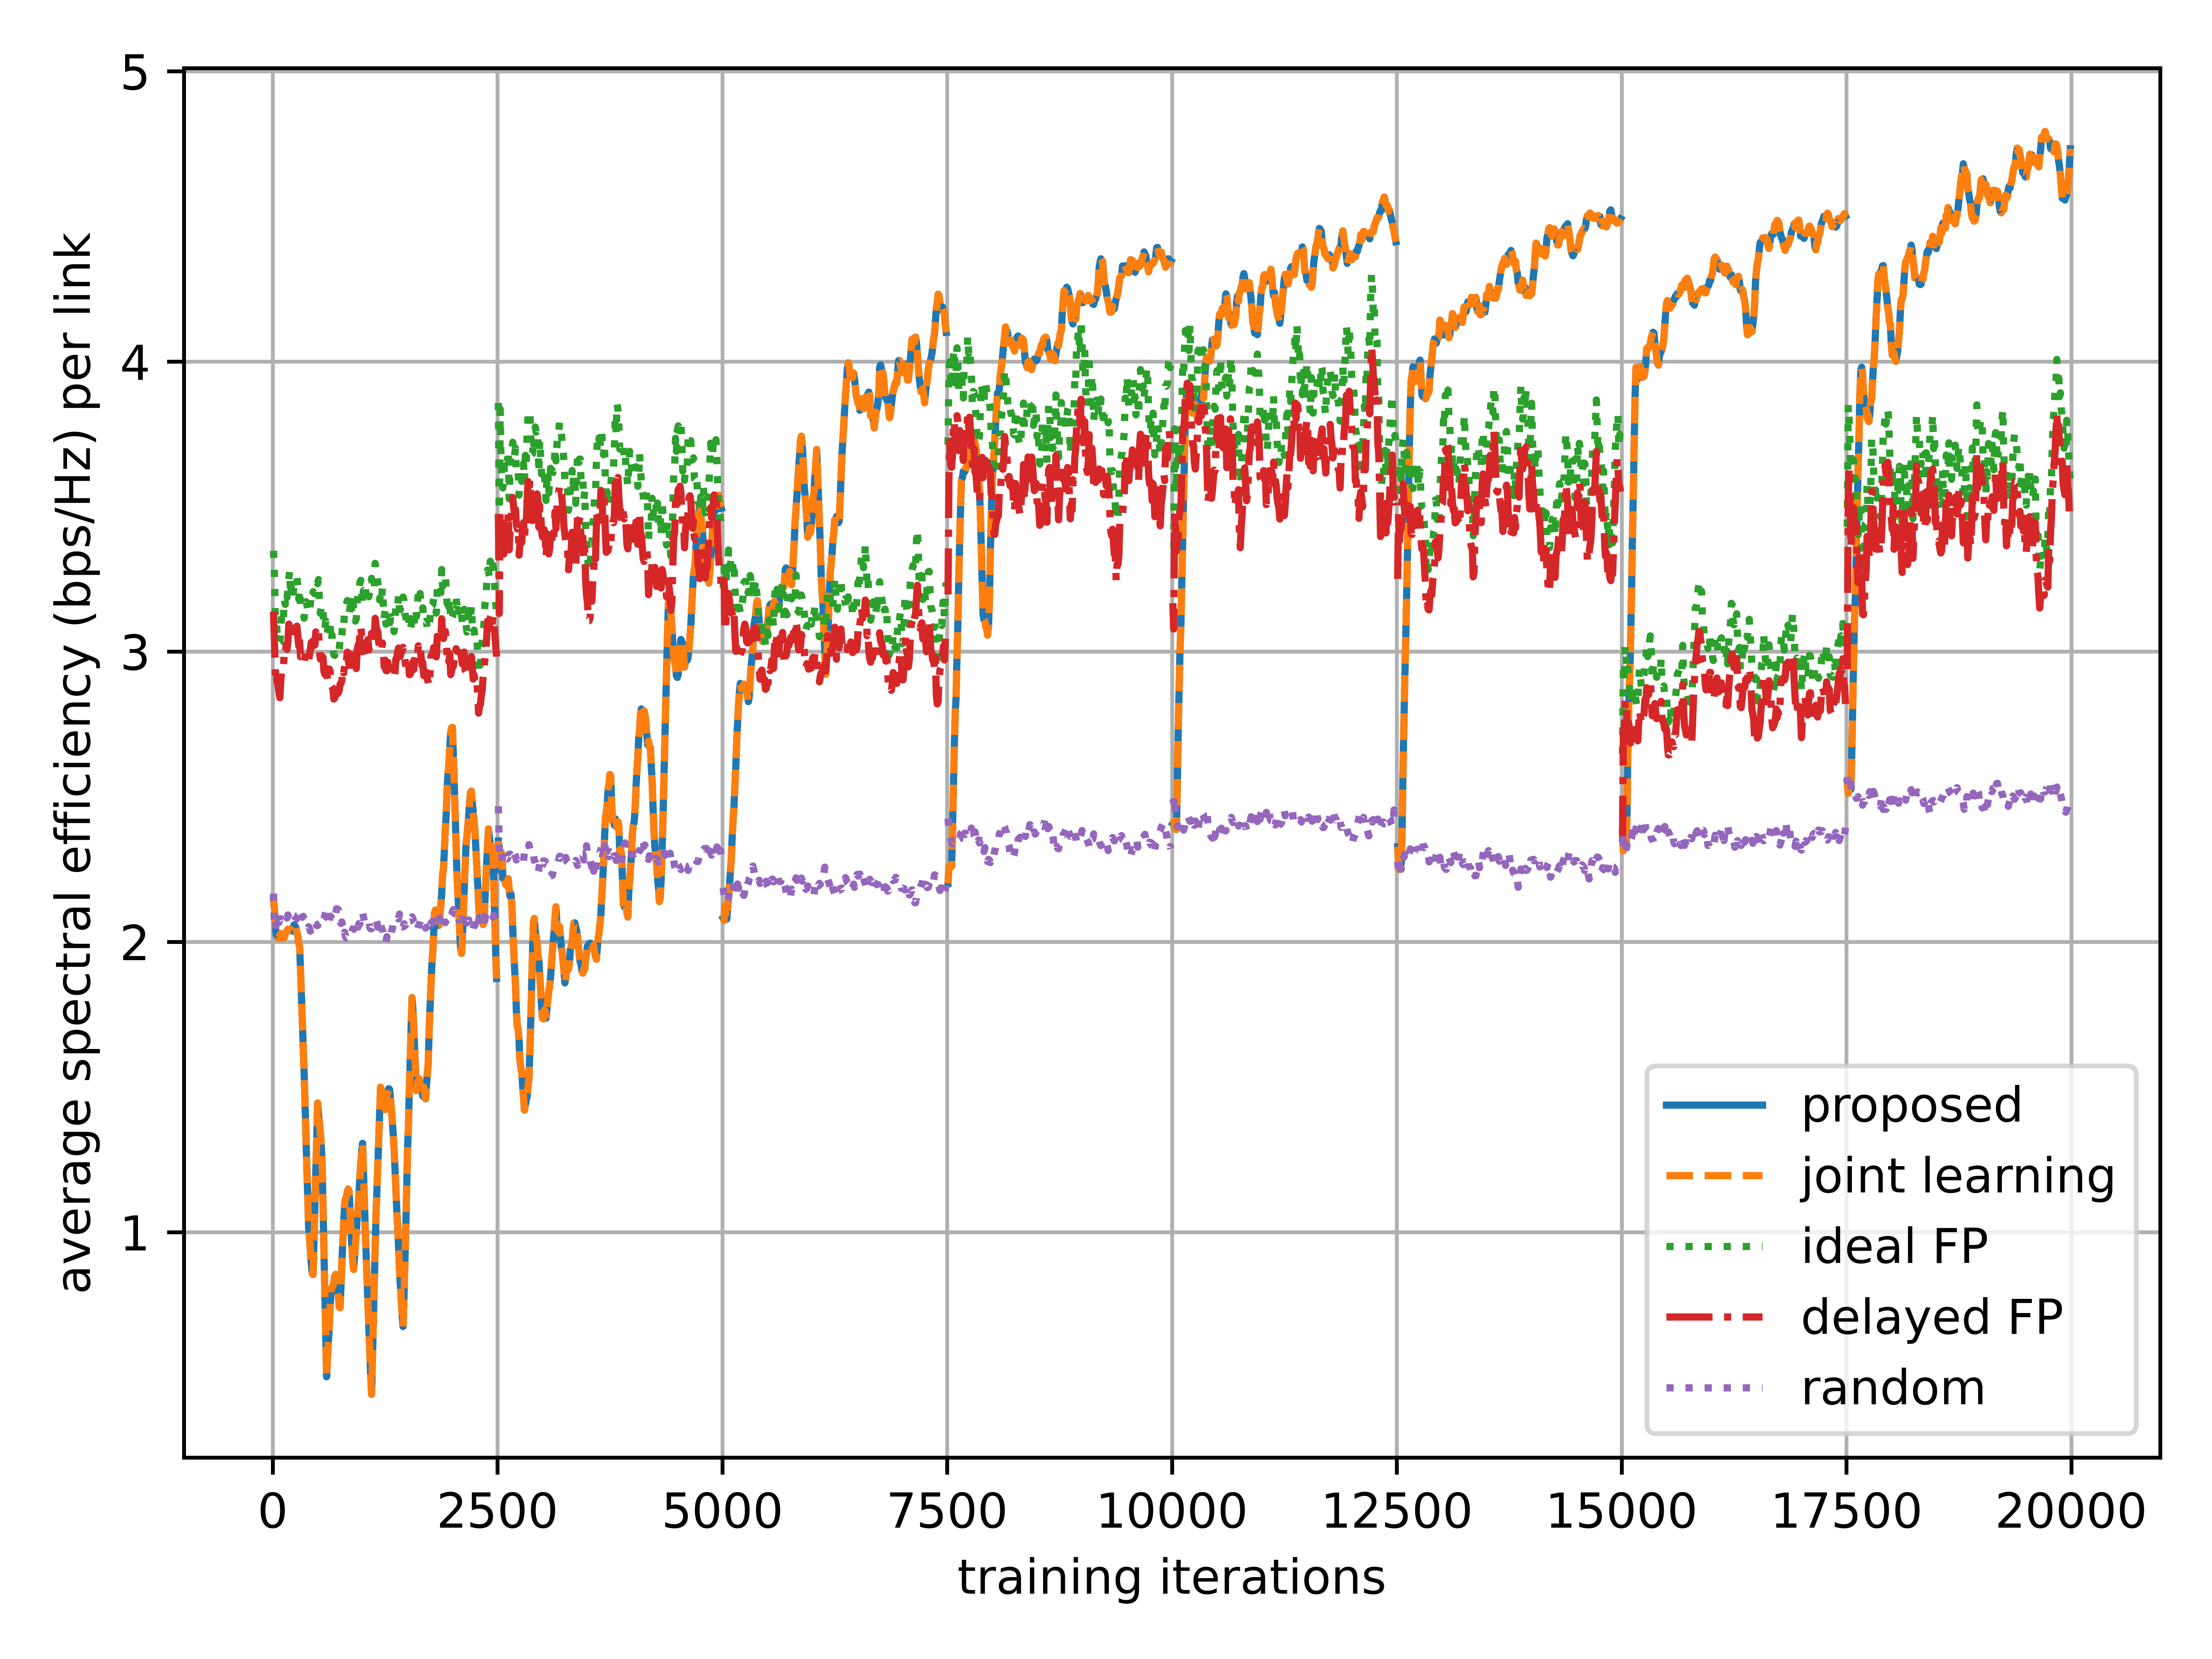 average spectral efficiency (bps/Hz) per link
5
4
3
2
1
proposed
joint learning
ideal FP
delayed FP
random
0 2500 5000 7500 10000 12500 15000 17500 20000
training iterations